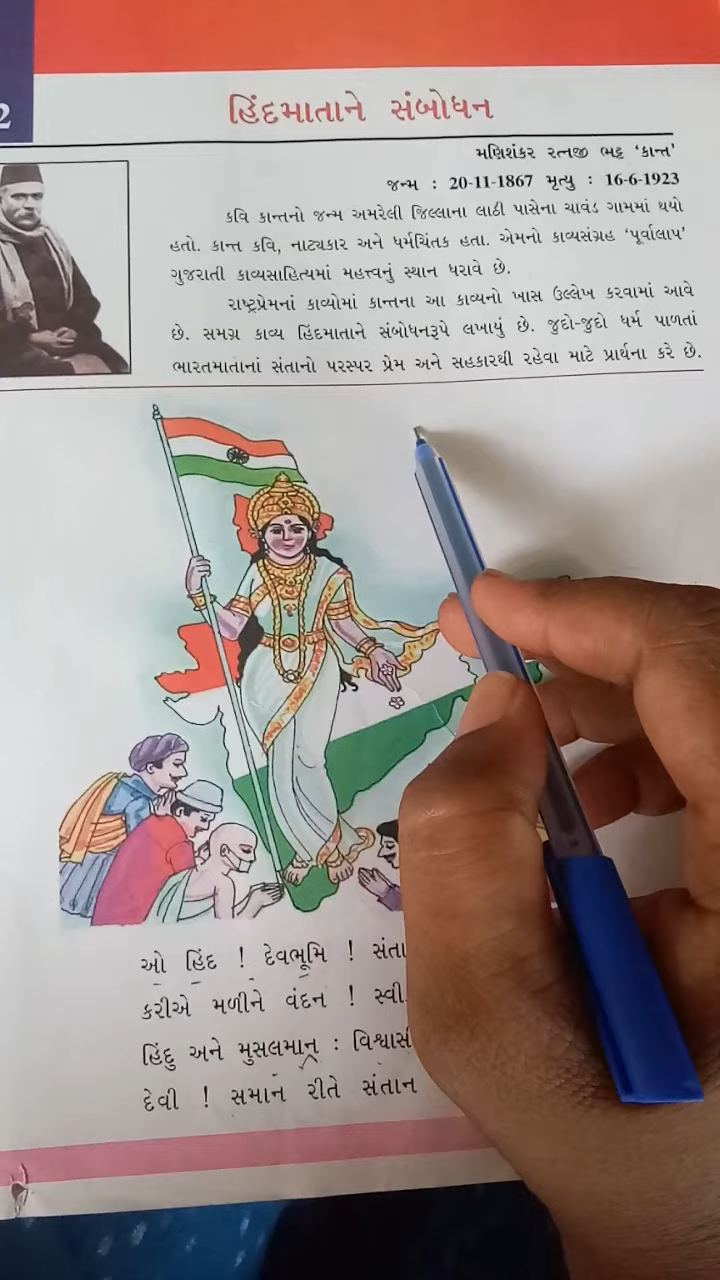 2
હિંદમાતાને સંબોધન
મણિશંકર રત્નજી ભટ્ટ ‘કાન્ત’
જન્મ : 20-11-1867 મૃત્યુ : 16-6-1923
કવિ કાન્તનો જન્મ અમરેલી જિલ્લાના લાઠી પાસેના ચાવંડ ગામમાં થયો
હતો. કાન્ત કવિ, નાટ્યકાર અને ધર્મચિંતક હતા. એમનો કાવ્યસંગ્રહ ‘પૂર્વાલાપ’
ગુજરાતી કાવ્યસાહિત્યમાં મહત્ત્વનું સ્થાન ધરાવે છે.
રાષ્ટ્રપ્રેમનાં કાવ્યોમાં કાન્તના આ કાવ્યનો ખાસ ઉલ્લેખ કરવામાં આવે
છે. સમગ્ર કાવ્ય હિંદમાતાને સંબોધનરૂપે લખાયું છે. જુદો-જુદો ધર્મ પાળતાં
ભારતમાતાનાં સંતાનો પરસ્પર પ્રેમ અને સહકારથી રહેવા માટે પ્રાર્થના કરે છે.
ઓ હિંદ ! દેવભૂમિ ! સંતા
કરીએ મળીને વંદન ! સ્વી
હિંદુ અને મુસલમાન : વિશ્વાસી
દેવી ! સમાન રીતે સંતાન